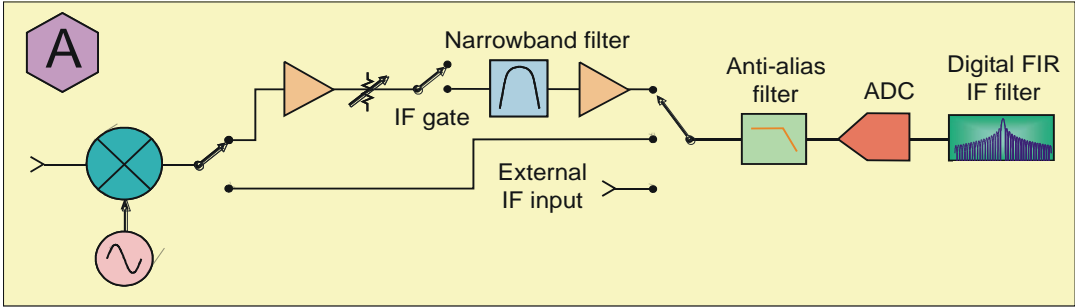 A
Narrowband filter
IF gate
External
IF input
Anti-alias
filter
ADC
Digital FIR
IF filter